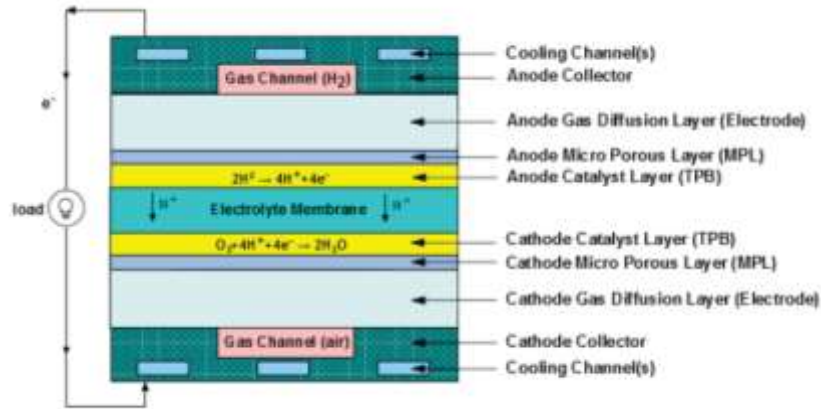 Cooling Channel(s)
Gas Channel (H₂)
Anode Collector
e⁻
Anode Gas Diffusion Layer (Electrode)
Anode Micro Porous Layer (MPL)
2H² → 4H⁺+4e⁻
Anode Catalyst Layer (TPB)
load
H⁺
Electrolyte Membrane
H⁺
O₂+4H⁺+4e⁻ → 2H₂O
Cathode Catalyst Layer (TPB)
Cathode Micro Porous Layer (MPL)
Cathode Gas Diffusion Layer (Electrode)
Gas Channel (air)
Cathode Collector
Cooling Channel(s)